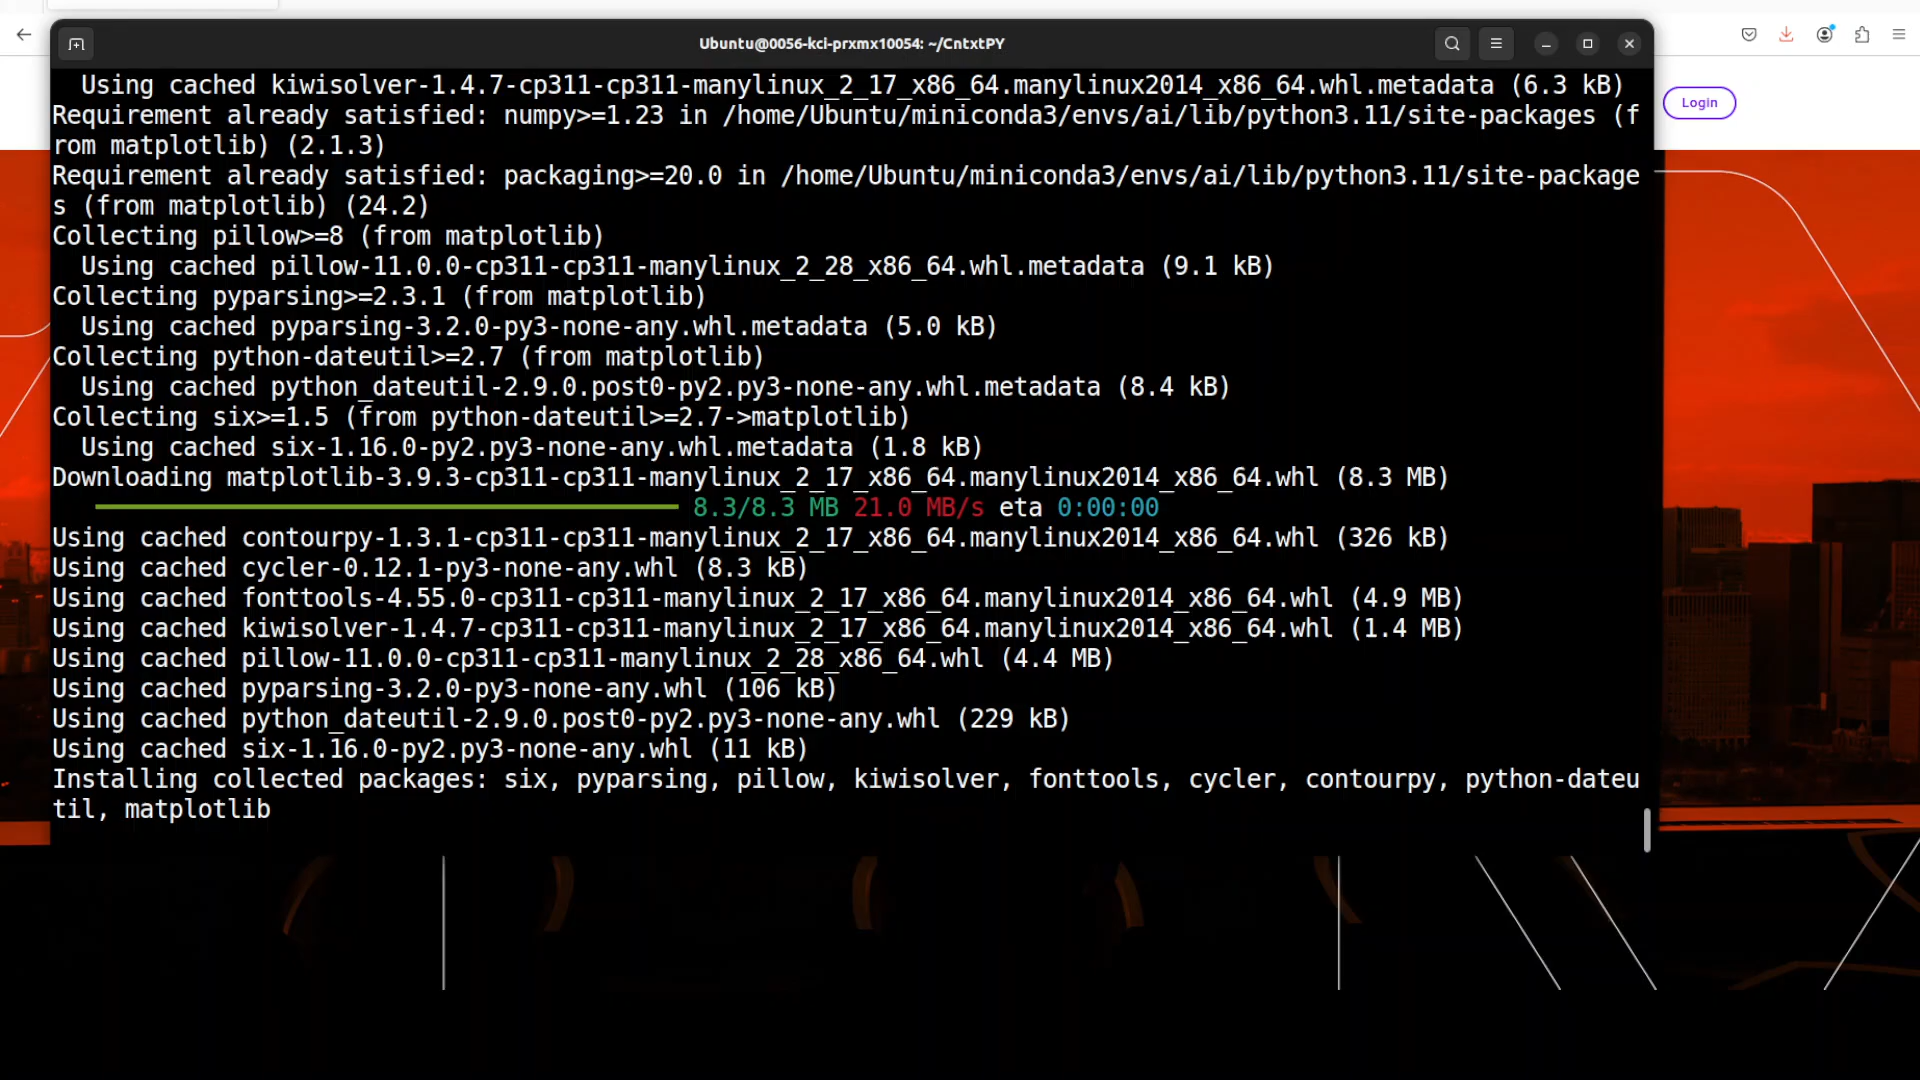 Ubuntu@0056-kci-prxmx10054: ~/CntxtPY
Login
  Using cached kiwisolver-1.4.7-cp311-cp311-manylinux_2_17_x86_64.manylinux2014_x86_64.whl.metadata (6.3 kB)
Requirement already satisfied: numpy>=1.23 in /home/Ubuntu/miniconda3/envs/ai/lib/python3.11/site-packages (f
rom matplotlib) (2.1.3)
Requirement already satisfied: packaging>=20.0 in /home/Ubuntu/miniconda3/envs/ai/lib/python3.11/site-package
s (from matplotlib) (24.2)
Collecting pillow>=8 (from matplotlib)
  Using cached pillow-11.0.0-cp311-cp311-manylinux_2_28_x86_64.whl.metadata (9.1 kB)
Collecting pyparsing>=2.3.1 (from matplotlib)
  Using cached pyparsing-3.2.0-py3-none-any.whl.metadata (5.0 kB)
Collecting python-dateutil>=2.7 (from matplotlib)
  Using cached python_dateutil-2.9.0.post0-py2.py3-none-any.whl.metadata (8.4 kB)
Collecting six>=1.5 (from python-dateutil>=2.7->matplotlib)
  Using cached six-1.16.0-py2.py3-none-any.whl.metadata (1.8 kB)
Downloading matplotlib-3.9.3-cp311-cp311-manylinux_2_17_x86_64.manylinux2014_x86_64.whl (8.3 MB)
8.3/8.3 MB 21.0 MB/s eta 0:00:00
Using cached contourpy-1.3.1-cp311-cp311-manylinux_2_17_x86_64.manylinux2014_x86_64.whl (326 kB)
Using cached cycler-0.12.1-py3-none-any.whl (8.3 kB)
Using cached fonttools-4.55.0-cp311-cp311-manylinux_2_17_x86_64.manylinux2014_x86_64.whl (4.9 MB)
Using cached kiwisolver-1.4.7-cp311-cp311-manylinux_2_17_x86_64.manylinux2014_x86_64.whl (1.4 MB)
Using cached pillow-11.0.0-cp311-cp311-manylinux_2_28_x86_64.whl (4.4 MB)
Using cached pyparsing-3.2.0-py3-none-any.whl (106 kB)
Using cached python_dateutil-2.9.0.post0-py2.py3-none-any.whl (229 kB)
Using cached six-1.16.0-py2.py3-none-any.whl (11 kB)
Installing collected packages: six, pyparsing, pillow, kiwisolver, fonttools, cycler, contourpy, python-dateu
til, matplotlib